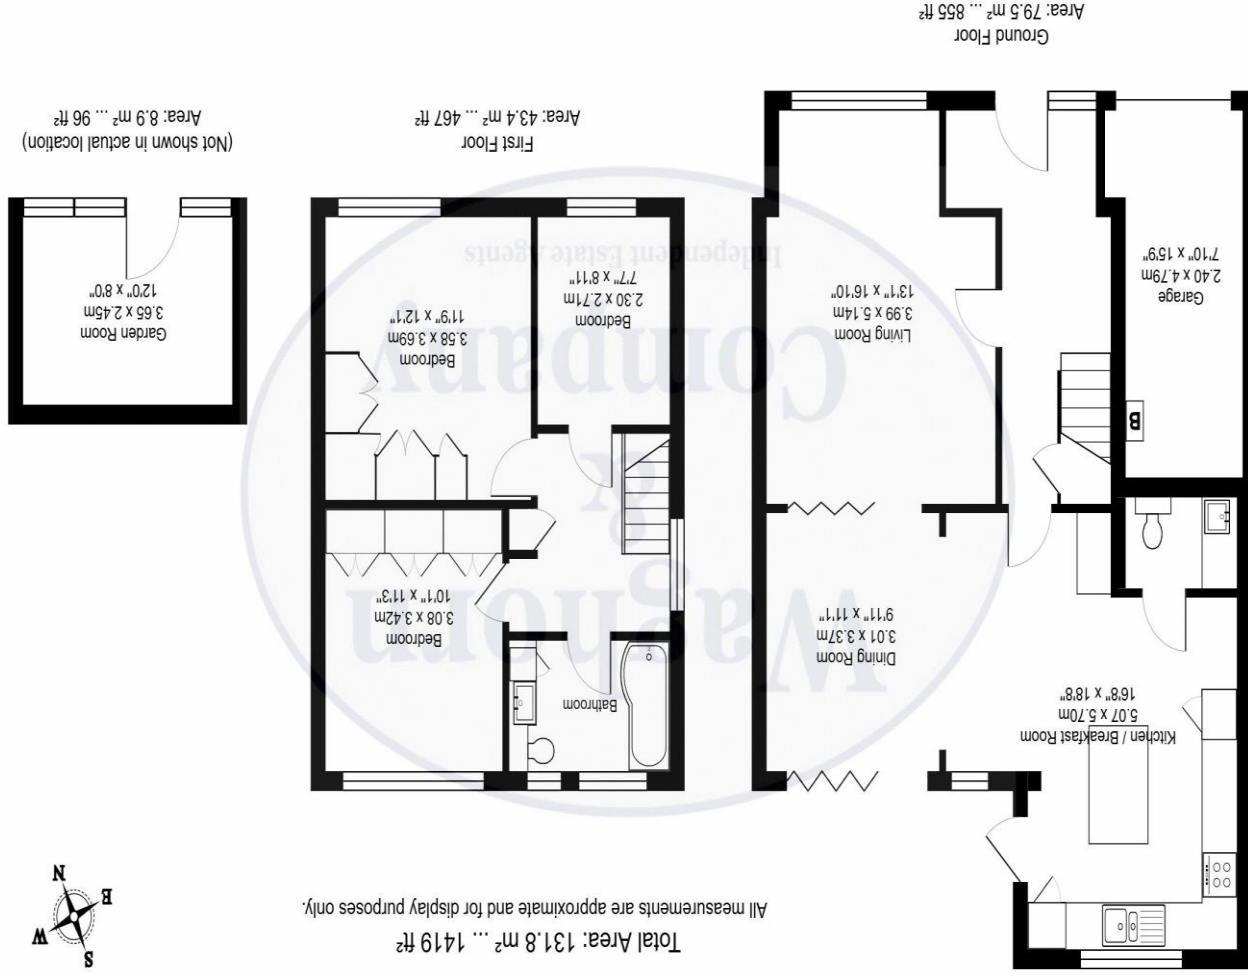 Total Area: 131.8 m² ... 1419 ft²
All measurements are approximate and for display purposes only.
S
W
E
N
Kitchen / Breakfast Room
5.07 x 5.70m
16'8" x 18'8"
Dining Room
3.01 x 3.37m
9'11" x 11'1"
Bathroom
Bedroom
3.08 x 3.42m
10'1" x 11'3"
B
Garage
2.40 x 4.79m
7'10" x 15'9"
Living Room
3.99 x 5.14m
13'1" x 16'10"
Bedroom
2.30 x 2.71m
7'7" x 8'11"
Bedroom
3.58 x 3.69m
11'9" x 12'1"
Garden Room
3.65 x 2.45m
12'0" x 8'0"
Waghorn
&
Company
Independent Estate Agents
Ground Floor
Area: 79.5 m² ... 855 ft²
First Floor
Area: 43.4 m² ... 467 ft²
(Not shown in actual location)
Area: 8.9 m² ... 96 ft²